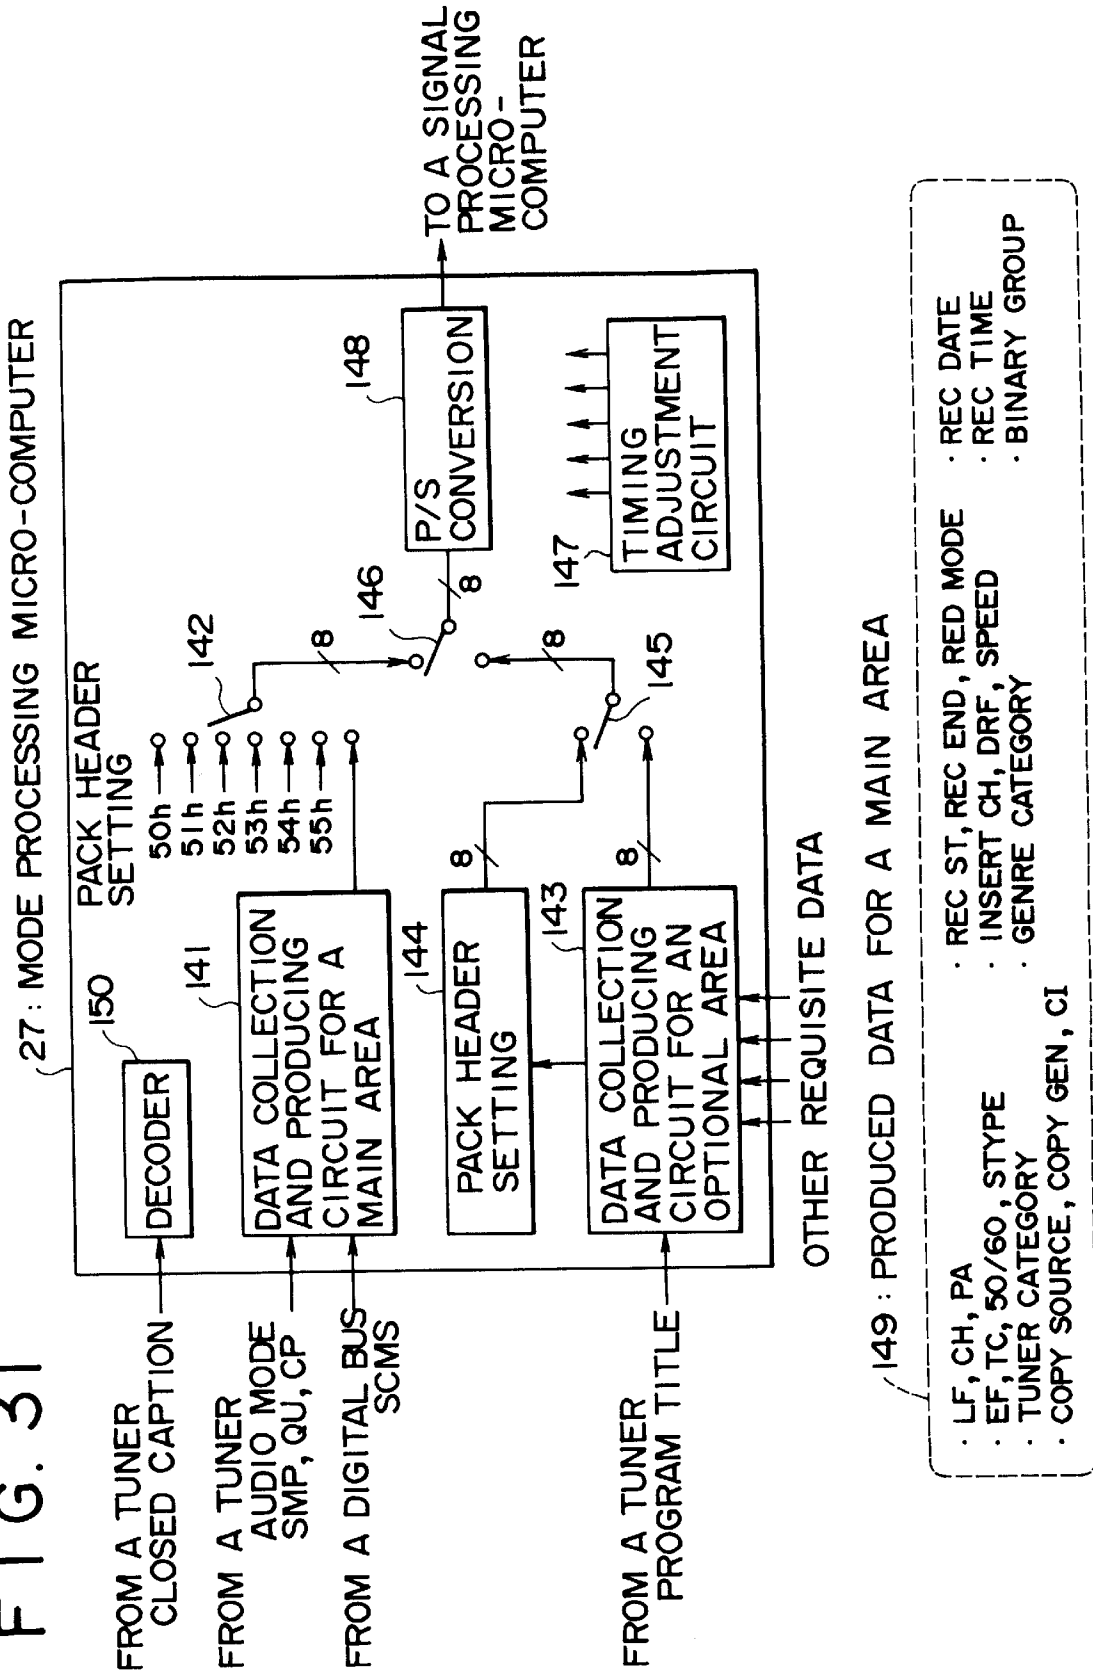 FIG. 31
27: MODE PROCESSING MICRO-COMPUTER
FROM A TUNER
CLOSED CAPTION
DECODER
150
FROM A TUNER
AUDIO MODE
SMP, QU, CP
FROM A DIGITAL BUS
SCMS
141
DATA COLLECTION
AND PRODUCING
CIRCUIT FOR A
MAIN AREA
PACK HEADER
SETTING
50h
51h
52h
53h
54h
55h
142
8
146
8
P/S
CONVERSION
148
TO A SIGNAL
PROCESSING
MICRO-
COMPUTER
144
PACK HEADER
SETTING
8
143
DATA COLLECTION
AND PRODUCING
CIRCUIT FOR AN
OPTIONAL AREA
8
145
8
147
TIMING
ADJUSTMENT
CIRCUIT
FROM A TUNER
PROGRAM TITLE
OTHER REQUISITE DATA
149: PRODUCED DATA FOR A MAIN AREA
· LF, CH, PA
· EF, TC, 50/60, STYPE
· TUNER CATEGORY
· COPY SOURCE, COPY GEN, CI
· REC ST, REC END, RED MODE
· INSERT CH, DRF, SPEED
· GENRE CATEGORY
· REC DATE
· REC TIME
· BINARY GROUP